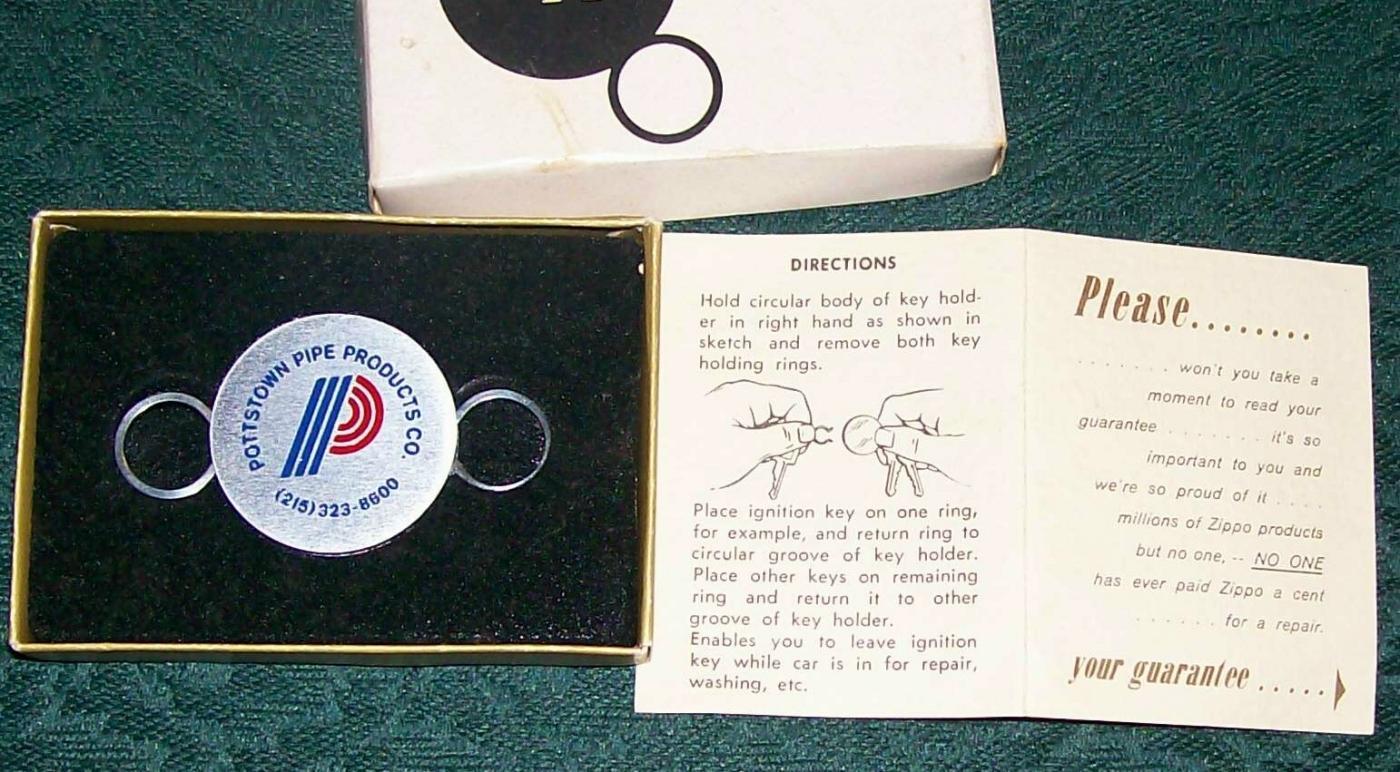 POTTSTOWN PIPE PRODUCTS CO.
(215) 323-8600
DIRECTIONS
Hold circular body of key hold-
er in right hand as shown in
sketch and remove both key
holding rings.
Place ignition key on one ring,
for example, and return ring to
circular groove of key holder.
Place other keys on remaining
ring and return it to other
groove of key holder.
Enables you to leave ignition
key while car is in for repair,
washing, etc.
Please........
. . . . . . won't you take a
moment to read your
guarantee . . . . . . . it's so
important to you and
we're so proud of it . . . .
millions of Zippo products
but no one, -- NO ONE
has ever paid Zippo a cent
. . . . . . for a repair.
your guarantee .....